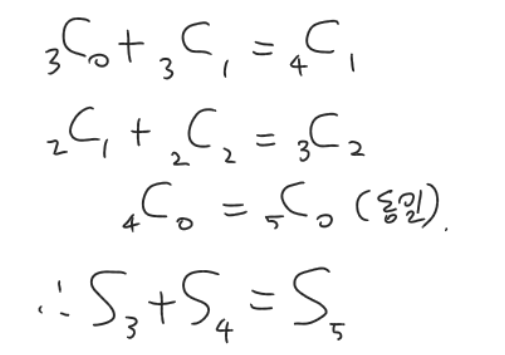 ₃C₀ + ₃C₁ = ₄C₁
₂C₁ + ₂C₂ = ₃C₂
₄C₀ = ₅C₀ (동일).
∴ S₃ + S₄ = S₅